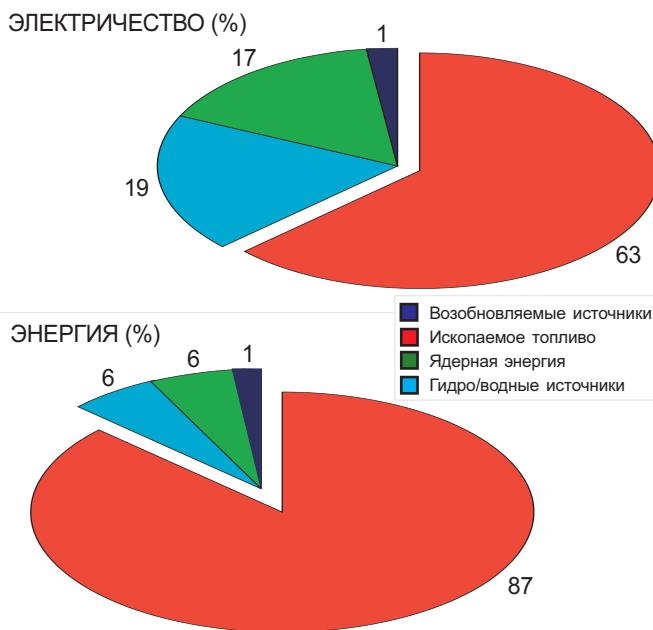 ЭЛЕКТРИЧЕСТВО (%)
1
17
19
63
Возобновляемые источники
Ископаемое топливо
Ядерная энергия
Гидро/водные источники
ЭНЕРГИЯ (%)
1
6
6
87